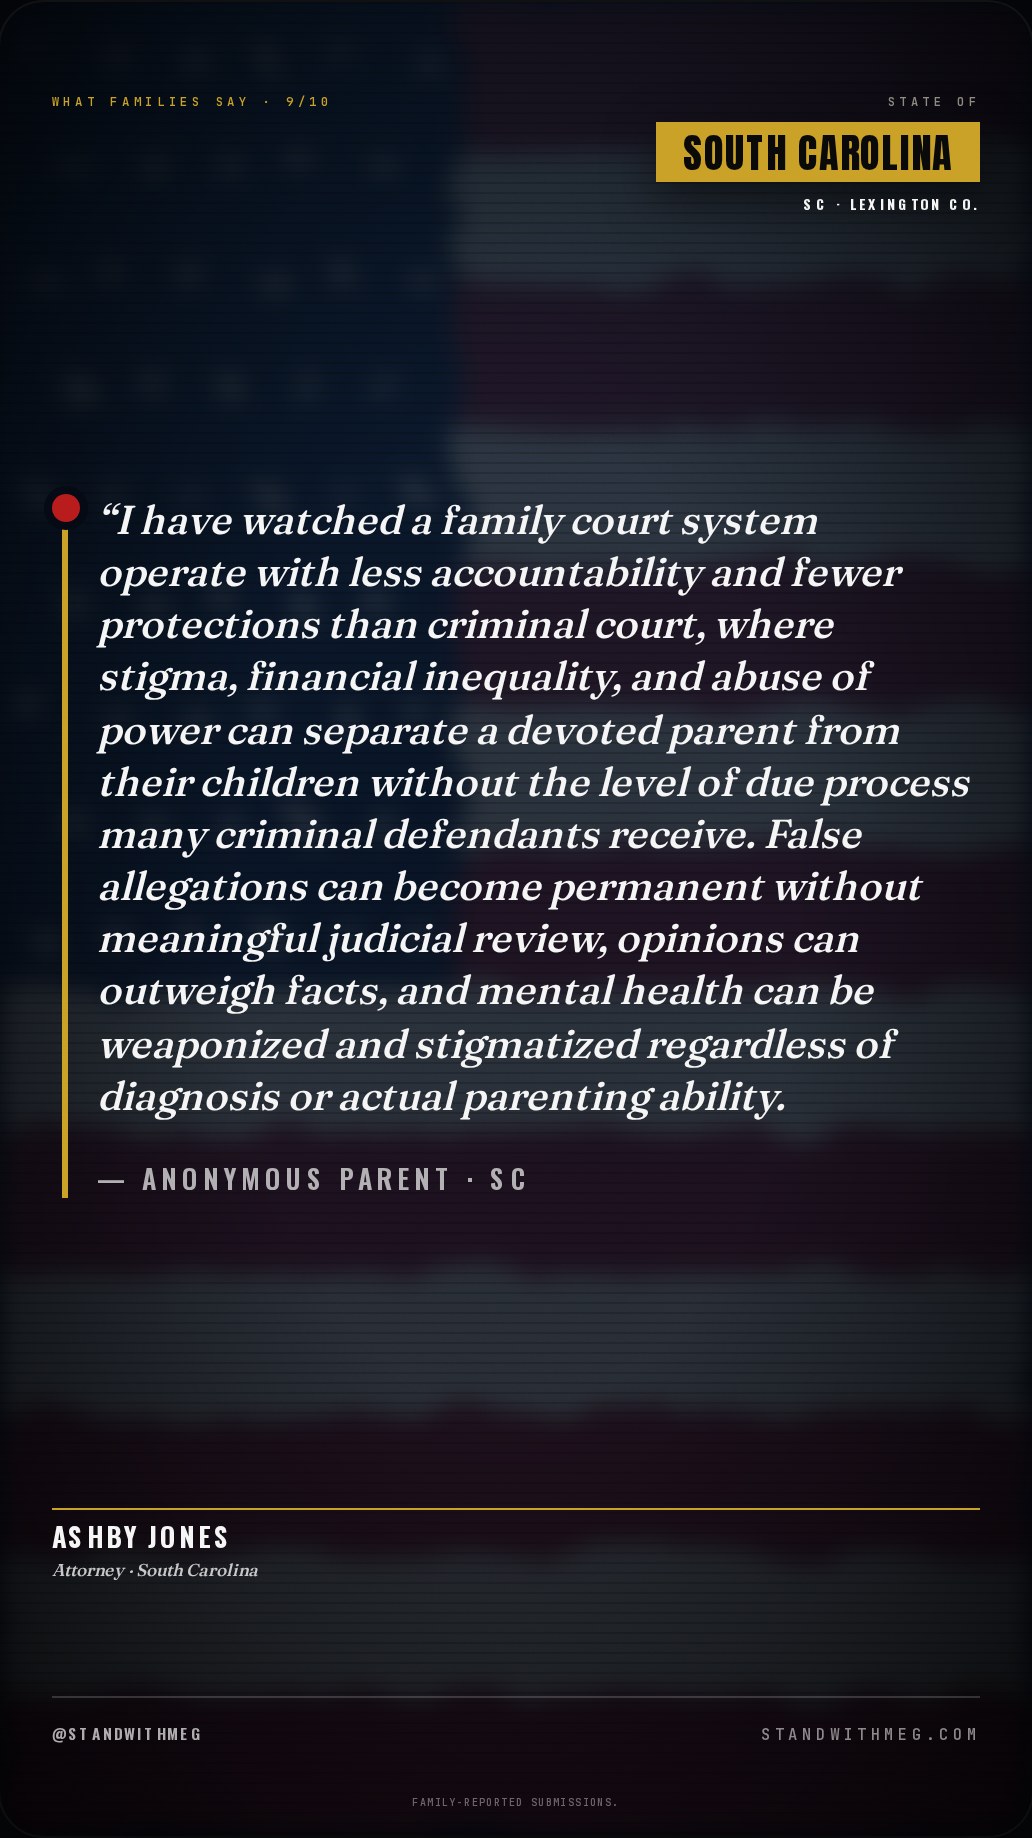 WHAT FAMILIES SAY · 9/10
STATE OF
SOUTH CAROLINA
SC · LEXINGTON CO.
“I have watched a family court system
operate with less accountability and fewer
protections than criminal court, where
stigma, financial inequality, and abuse of
power can separate a devoted parent from
their children without the level of due process
many criminal defendants receive. False
allegations can become permanent without
meaningful judicial review, opinions can
outweigh facts, and mental health can be
weaponized and stigmatized regardless of
diagnosis or actual parenting ability.
— ANONYMOUS PARENT · SC
ASHBY JONES
Attorney · South Carolina
@STANDWITHMEG
STANDWITHMEG.COM
FAMILY-REPORTED SUBMISSIONS.